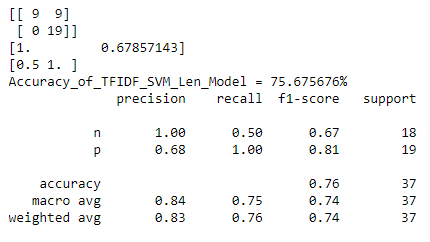 [[ 9  9]
 [ 0 19]]
[1.         0.67857143]
[0.5 1. ]
Accuracy_of_TFIDF_SVM_Len_Model = 75.675676%
              precision    recall  f1-score   support

           n       1.00      0.50      0.67        18
           p       0.68      1.00      0.81        19

    accuracy                           0.76        37
   macro avg       0.84      0.75      0.74        37
weighted avg       0.83      0.76      0.74        37